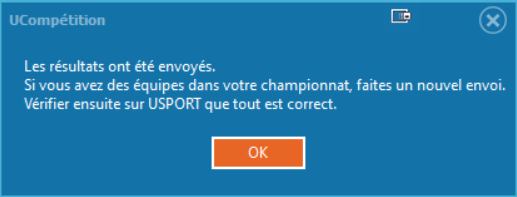 UCompétition
Les résultats ont été envoyés.
Si vous avez des équipes dans votre championnat, faites un nouvel envoi.
Vérifier ensuite sur USPORT que tout est correct.
OK